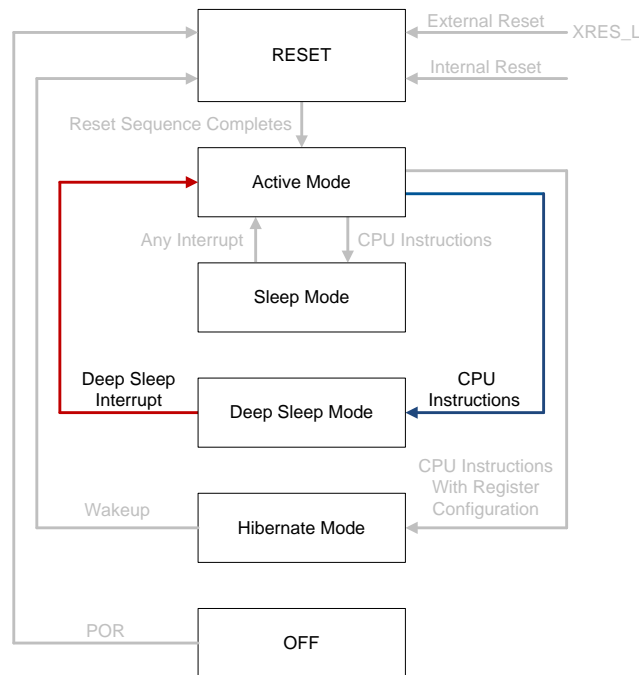 External Reset
XRES_L
RESET
Internal Reset
Reset Sequence Completes
Active Mode
Any Interrupt
CPU Instructions
Sleep Mode
Deep Sleep
Interrupt
CPU
Instructions
Deep Sleep Mode
CPU Instructions
With Register
Configuration
Wakeup
Hibernate Mode
POR
OFF